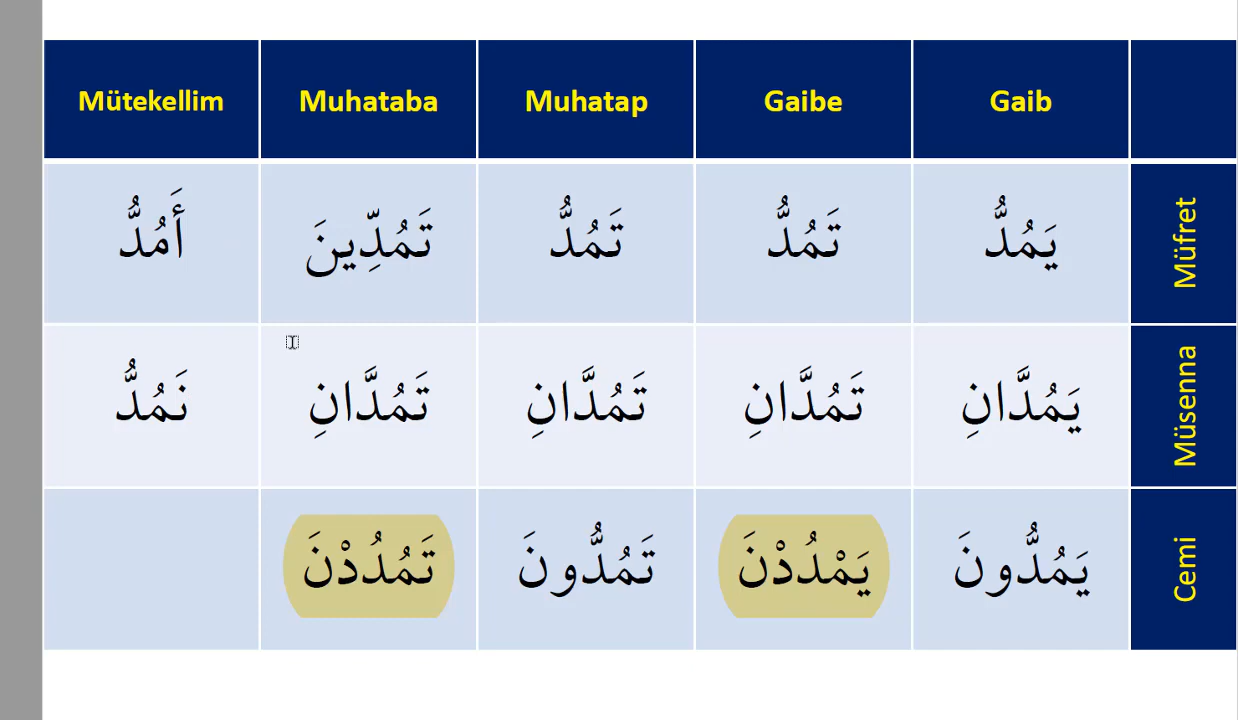 Gaib Gaibe Muhatap Muhataba Mütekellim
Müfret يَمُدُّ تَمُدُّ تَمُدُّ تَمُدِّينَ أَمُدُّ
Müsenna يَمُدَّانِ تَمُدَّانِ تَمُدَّانِ تَمُدَّانِ نَمُدُّ
Cemi يَمُدُّونَ يَمْدُدْنَ تَمُدُّونَ تَمُدُدْنَ